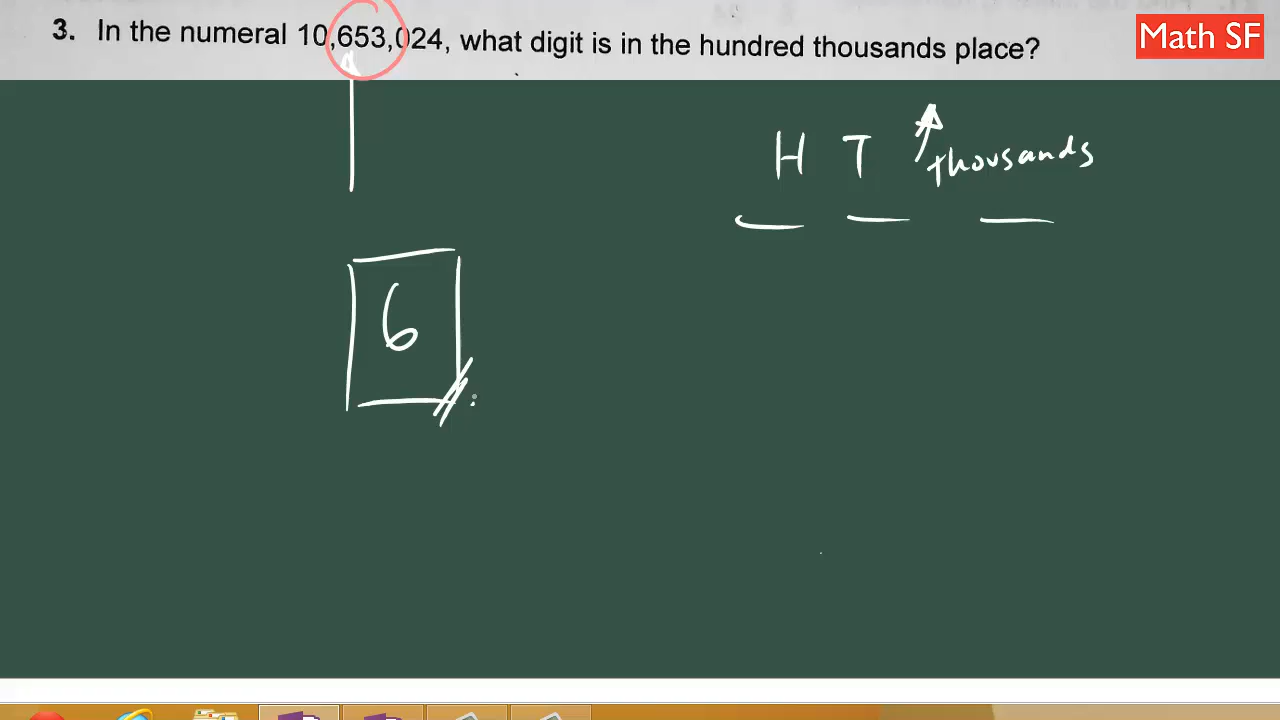 3. In the numeral 10,653,024, what digit is in the hundred thousands place?
Math SF
H T thousands
6